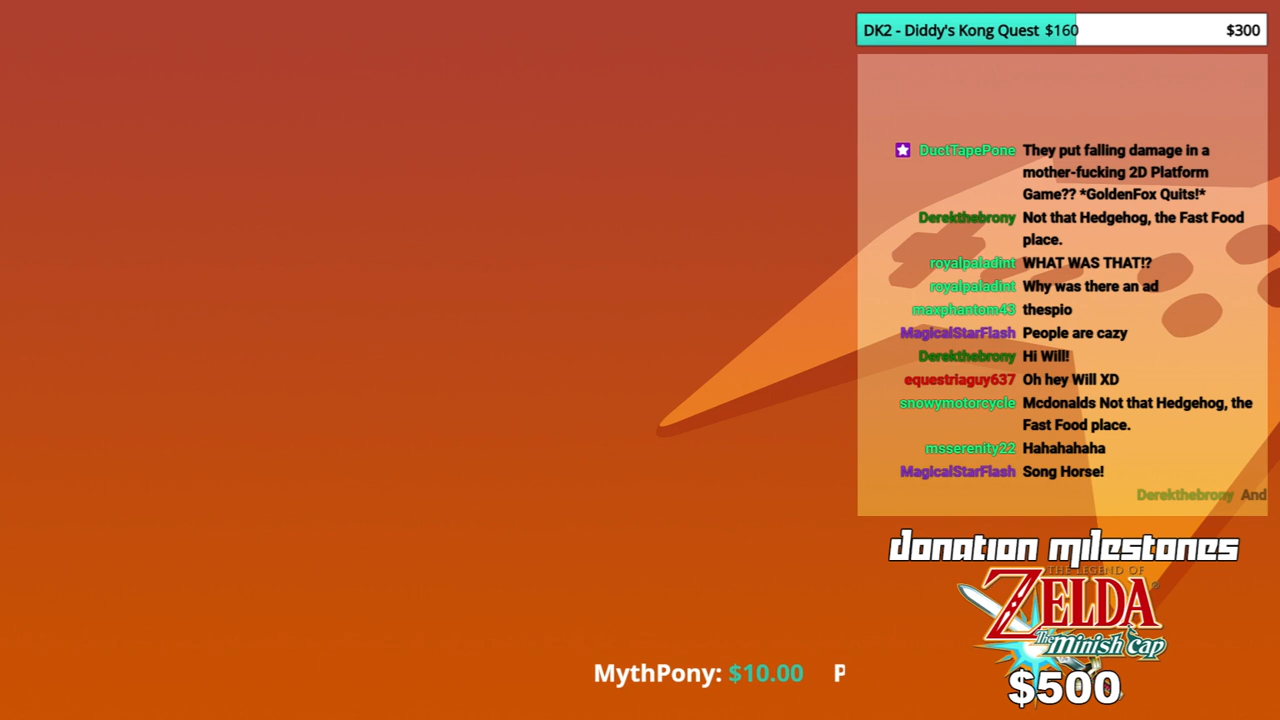 DK2 - Diddy's Kong Quest $160 $300
DuctTapePone They put falling damage in a
mother-fucking 2D Platform
Game?? *GoldenFox Quits!*
Derekthebrony Not that Hedgehog, the Fast Food
place.
royalpaladint WHAT WAS THAT!?
royalpaladint Why was there an ad
maxphantom43 thespio
MagicalStarFlash People are cazy
Derekthebrony Hi Will!
equestriaguy637 Oh hey Will XD
snowymotorcycle Mcdonalds Not that Hedgehog, the
Fast Food place.
msserenity22 Hahahahaha
MagicalStarFlash Song Horse!
Derekthebrony And
donation milestones
THE LEGEND OF
ZELDA®
The Minish Cap
$500
MythPony: $10.00 P